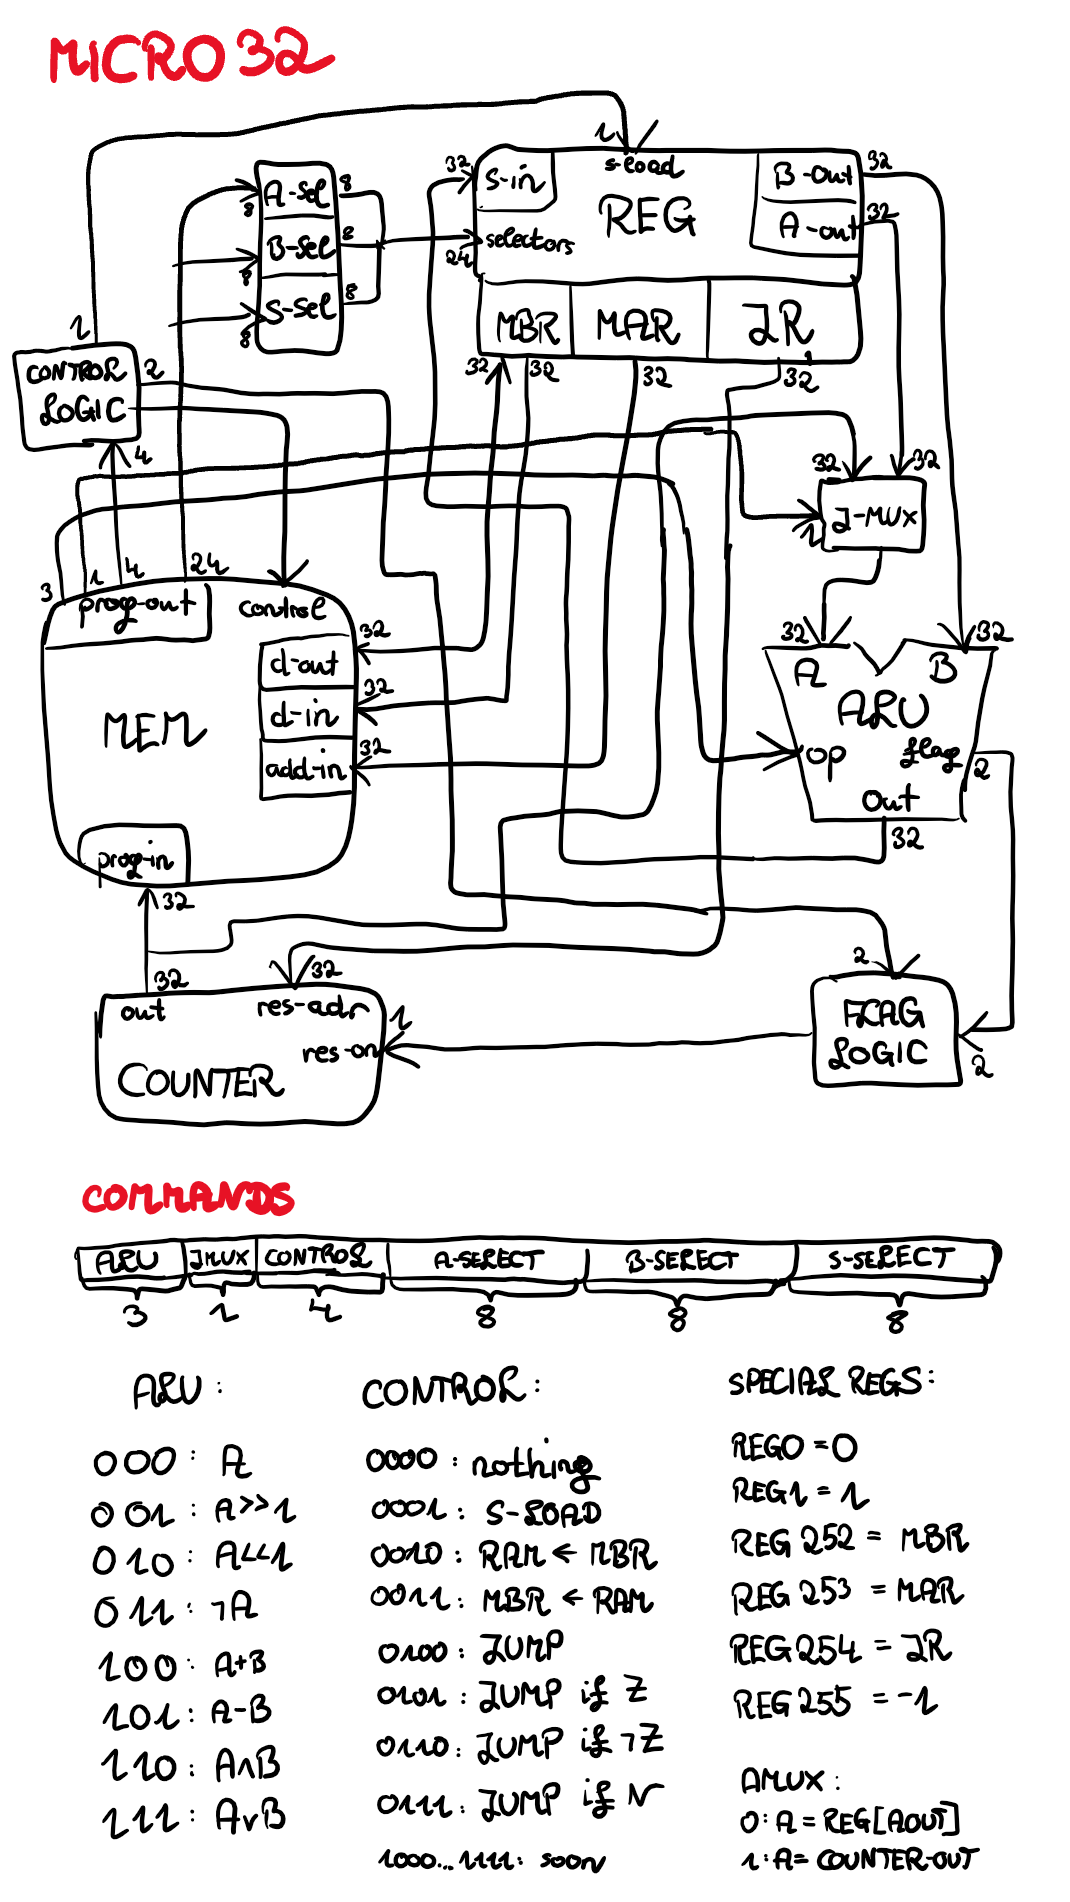 MICRO 32
1
32
S-in
s-load
B-out
32
A-sel
8
8
REG
A-out
32
B-sel
8
8
selectors
24
S-sel
8
8
MBR
MAR
JR
1
CONTROL
LOGIC
2
32
32
32
32
4
32
32
J-MUX
1
3
1
4
24
prog-out
control
32
d-out
32
32
A
B
MEM
32
d-in
ALU
32
add-in
op
flag
2
out
32
prog-in
32
32
out
32
res-adr
2
1
res-on
FLAG
LOGIC
2
COUNTER
COMMANDS
ALU JMUX CONTROL A-SELECT B-SELECT S-SELECT
3 1 4 8 8 8
ALU:
000: A
001: A>>1
010: A<<1
011: ¬A
100: A+B
101: A-B
110: A∧B
111: A∨B
CONTROL:
0000: nothing
0001: S-LOAD
0010: RAM ← MBR
0011: MBR ← RAM
0100: JUMP
0101: JUMP if Z
0110: JUMP if ¬Z
0111: JUMP if N
1000...1111: soon
SPECIAL REGS:
REG0 = 0
REG1 = 1
REG 252 = MBR
REG 253 = MAR
REG 254 = JR
REG 255 = -1
AMUX:
0: A = REG[AOUT]
1: A = COUNTER-OUT